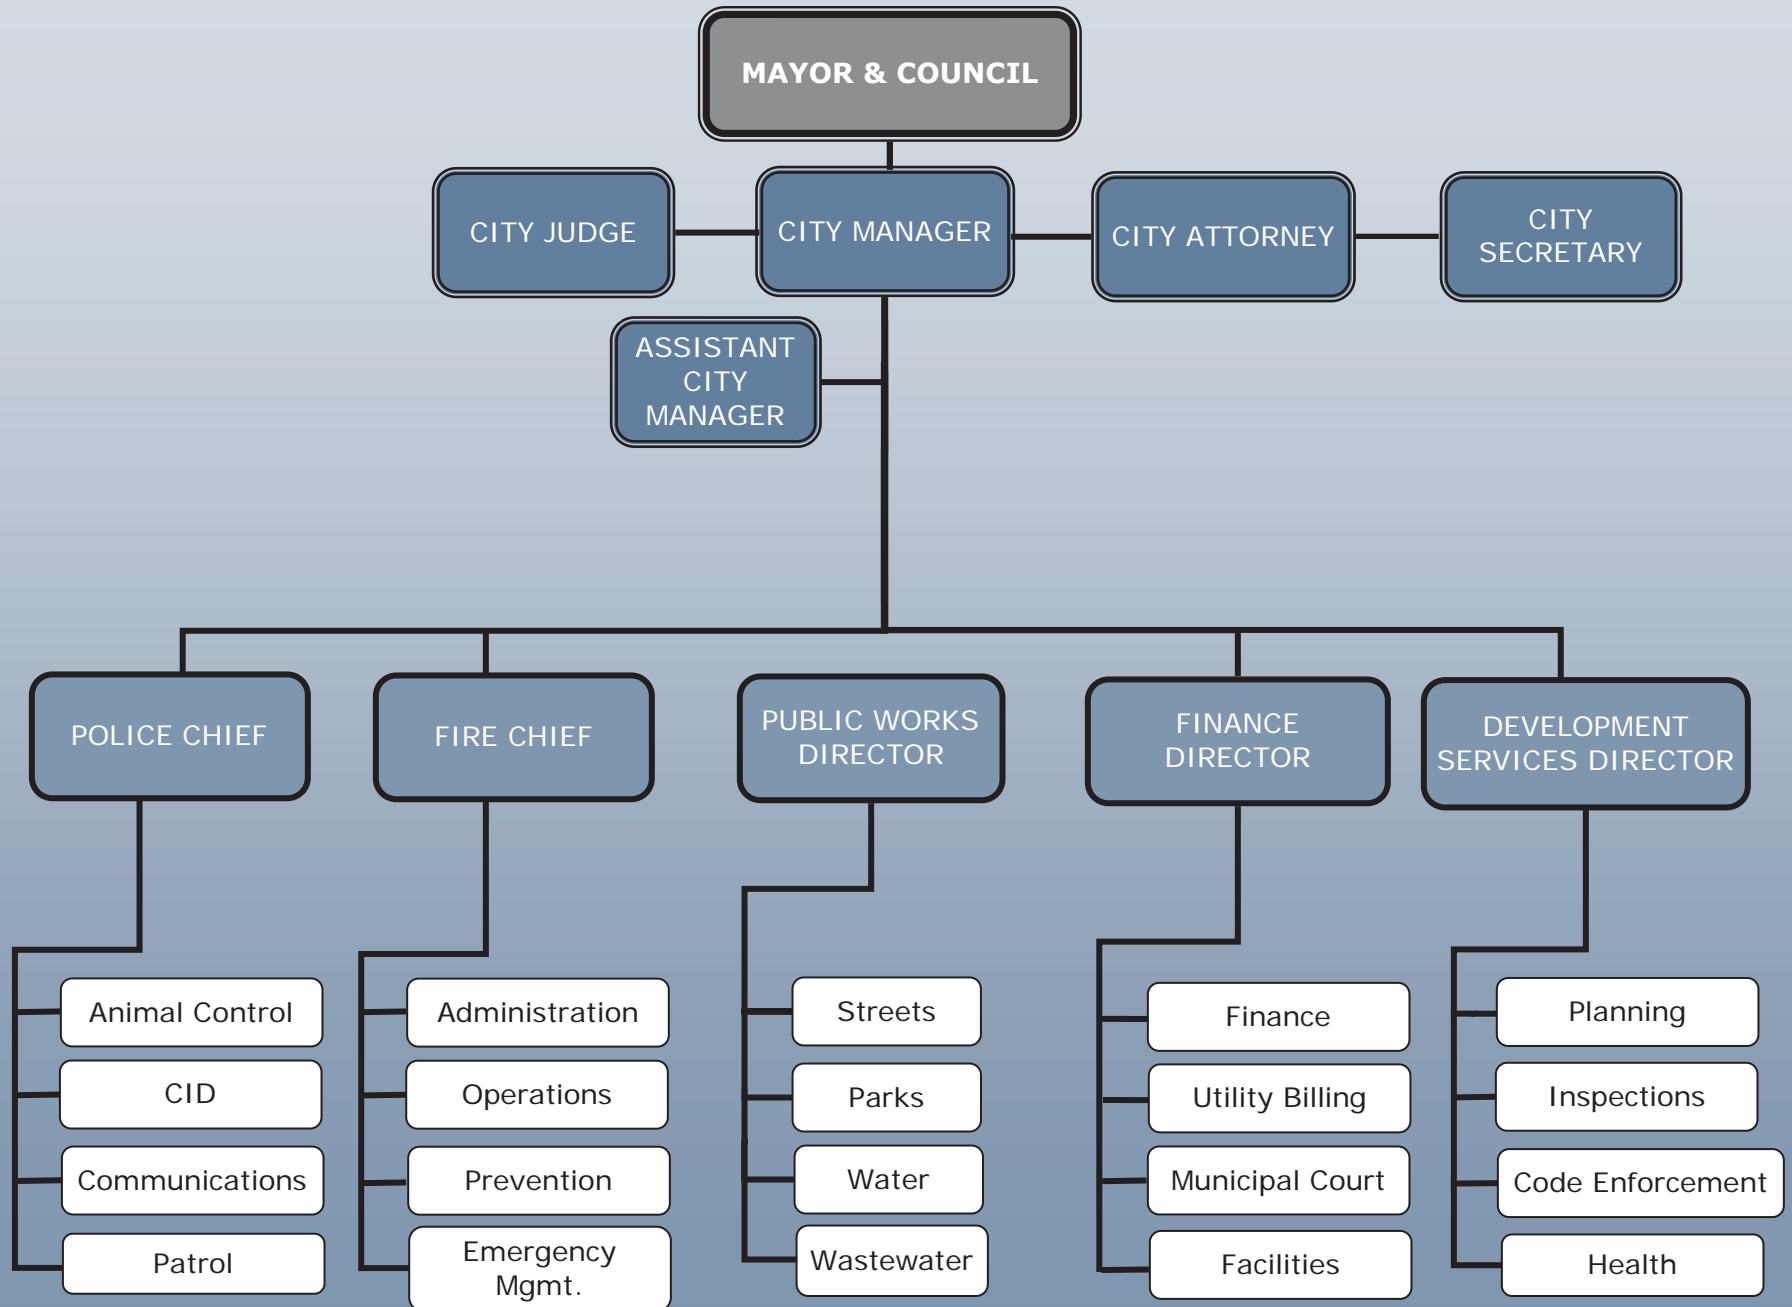 MAYOR & COUNCIL
CITY JUDGE
CITY MANAGER
CITY ATTORNEY
CITY
SECRETARY
ASSISTANT
CITY
MANAGER
POLICE CHIEF
FIRE CHIEF
PUBLIC WORKS
DIRECTOR
FINANCE
DIRECTOR
DEVELOPMENT
SERVICES DIRECTOR
Animal Control
CID
Communications
Patrol
Administration
Operations
Prevention
Emergency
Mgmt.
Streets
Parks
Water
Wastewater
Finance
Utility Billing
Municipal Court
Facilities
Planning
Inspections
Code Enforcement
Health